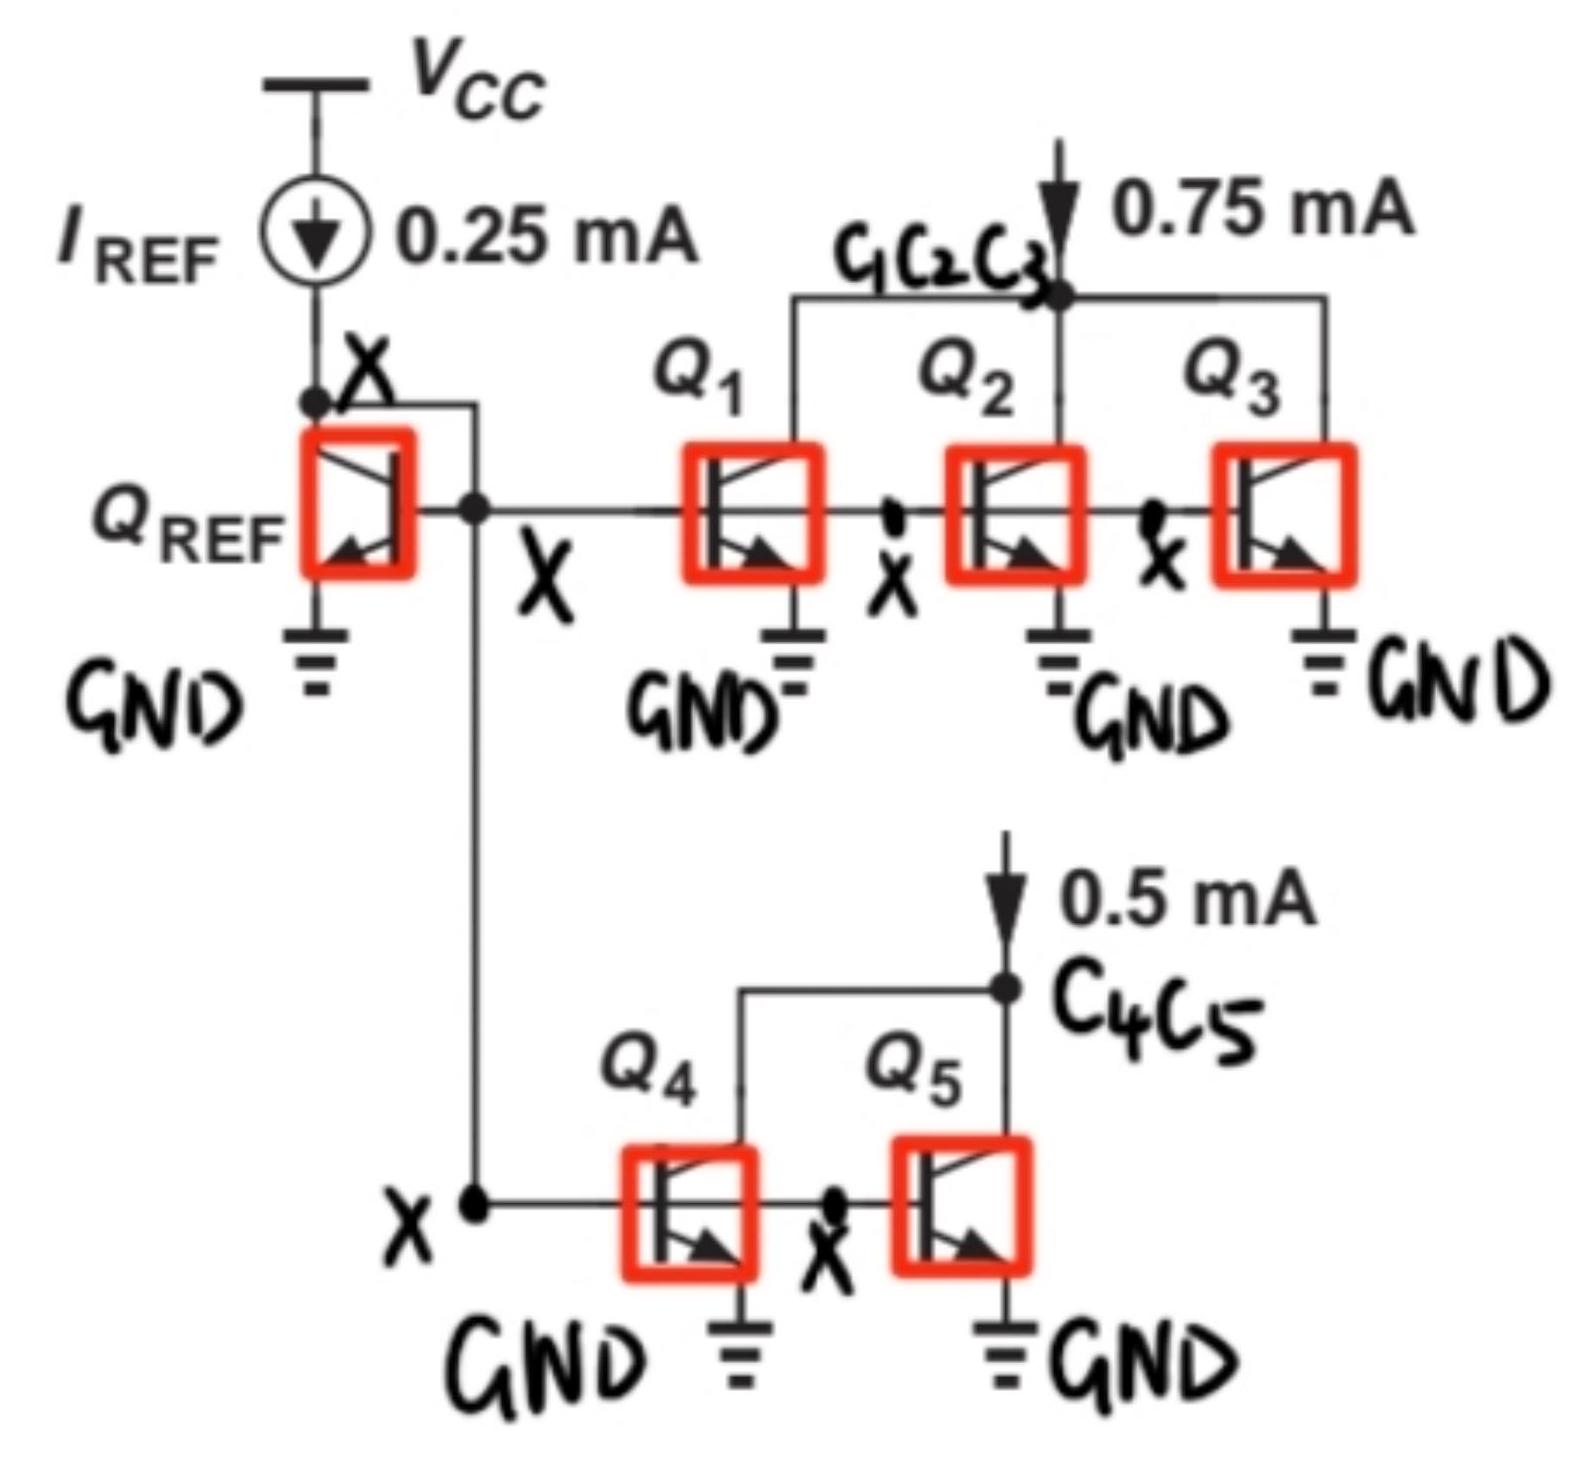 VCC
IREF 0.25 mA
0.75 mA
C1C2C3
X
Q1
Q2
Q3
QREF
X
X
X
GND
GND
GND
GND
0.5 mA
C4C5
Q4
Q5
X
X
GND
GND